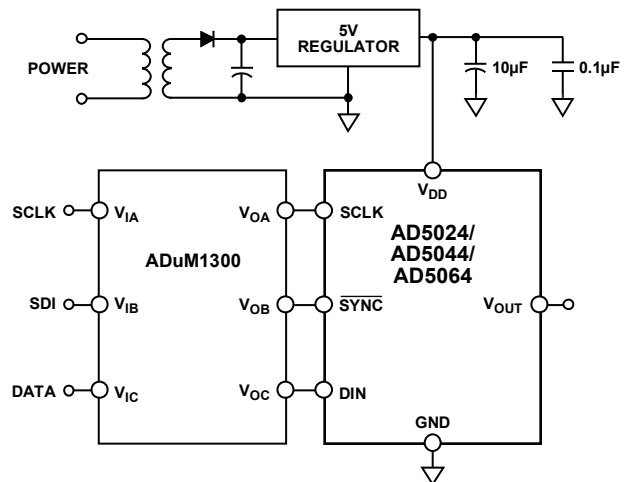 5V
REGULATOR
POWER
10µF
0.1µF
VDD
SCLK
VIA
VOA
SCLK
AD5024/
AD5044/
AD5064
ADuM1300
SDI
VIB
VOB
SYNC
VOUT
DATA
VIC
VOC
DIN
GND